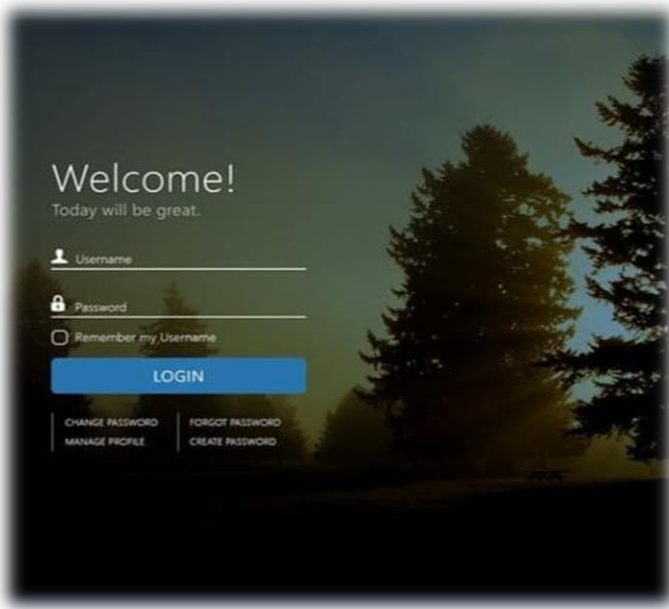 Welcome!
Today will be great.
Username
Password
Remember my Username
LOGIN
CHANGE PASSWORD FORGOT PASSWORD
MANAGE PROFILE CREATE PASSWORD